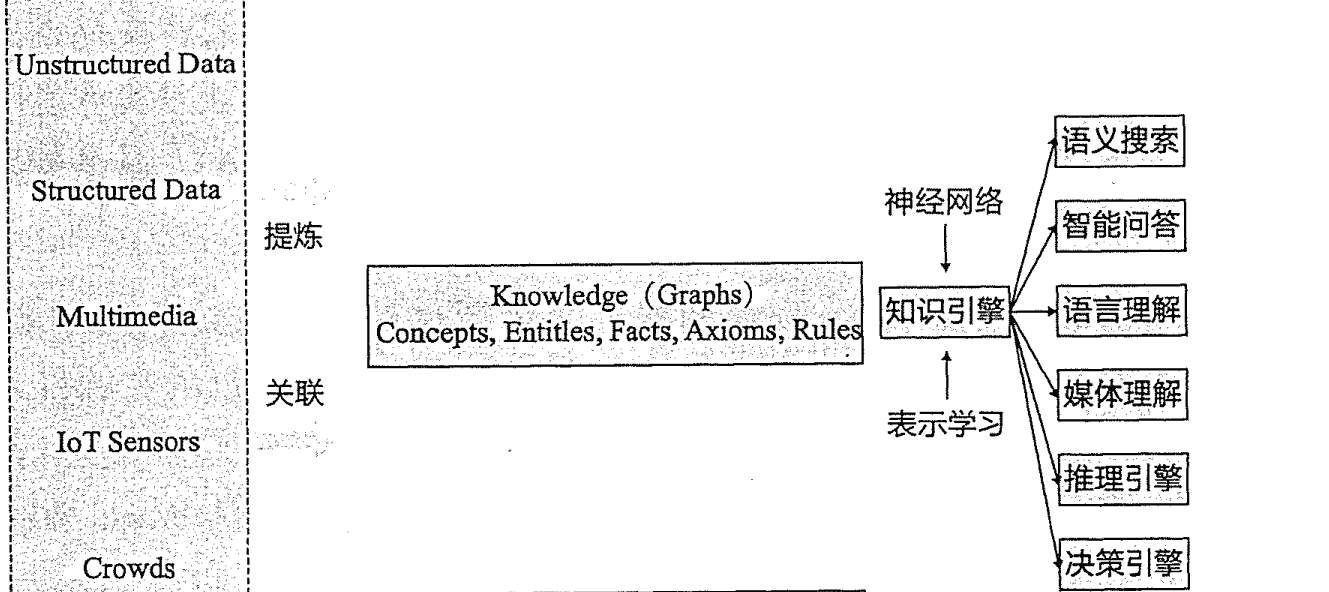 Unstructured Data
Structured Data
提炼
Multimedia
关联
IoT Sensors
Crowds
Knowledge（Graphs）
Concepts, Entitles, Facts, Axioms, Rules
神经网络
知识引擎
表示学习
语义搜索
智能问答
语言理解
媒体理解
推理引擎
决策引擎